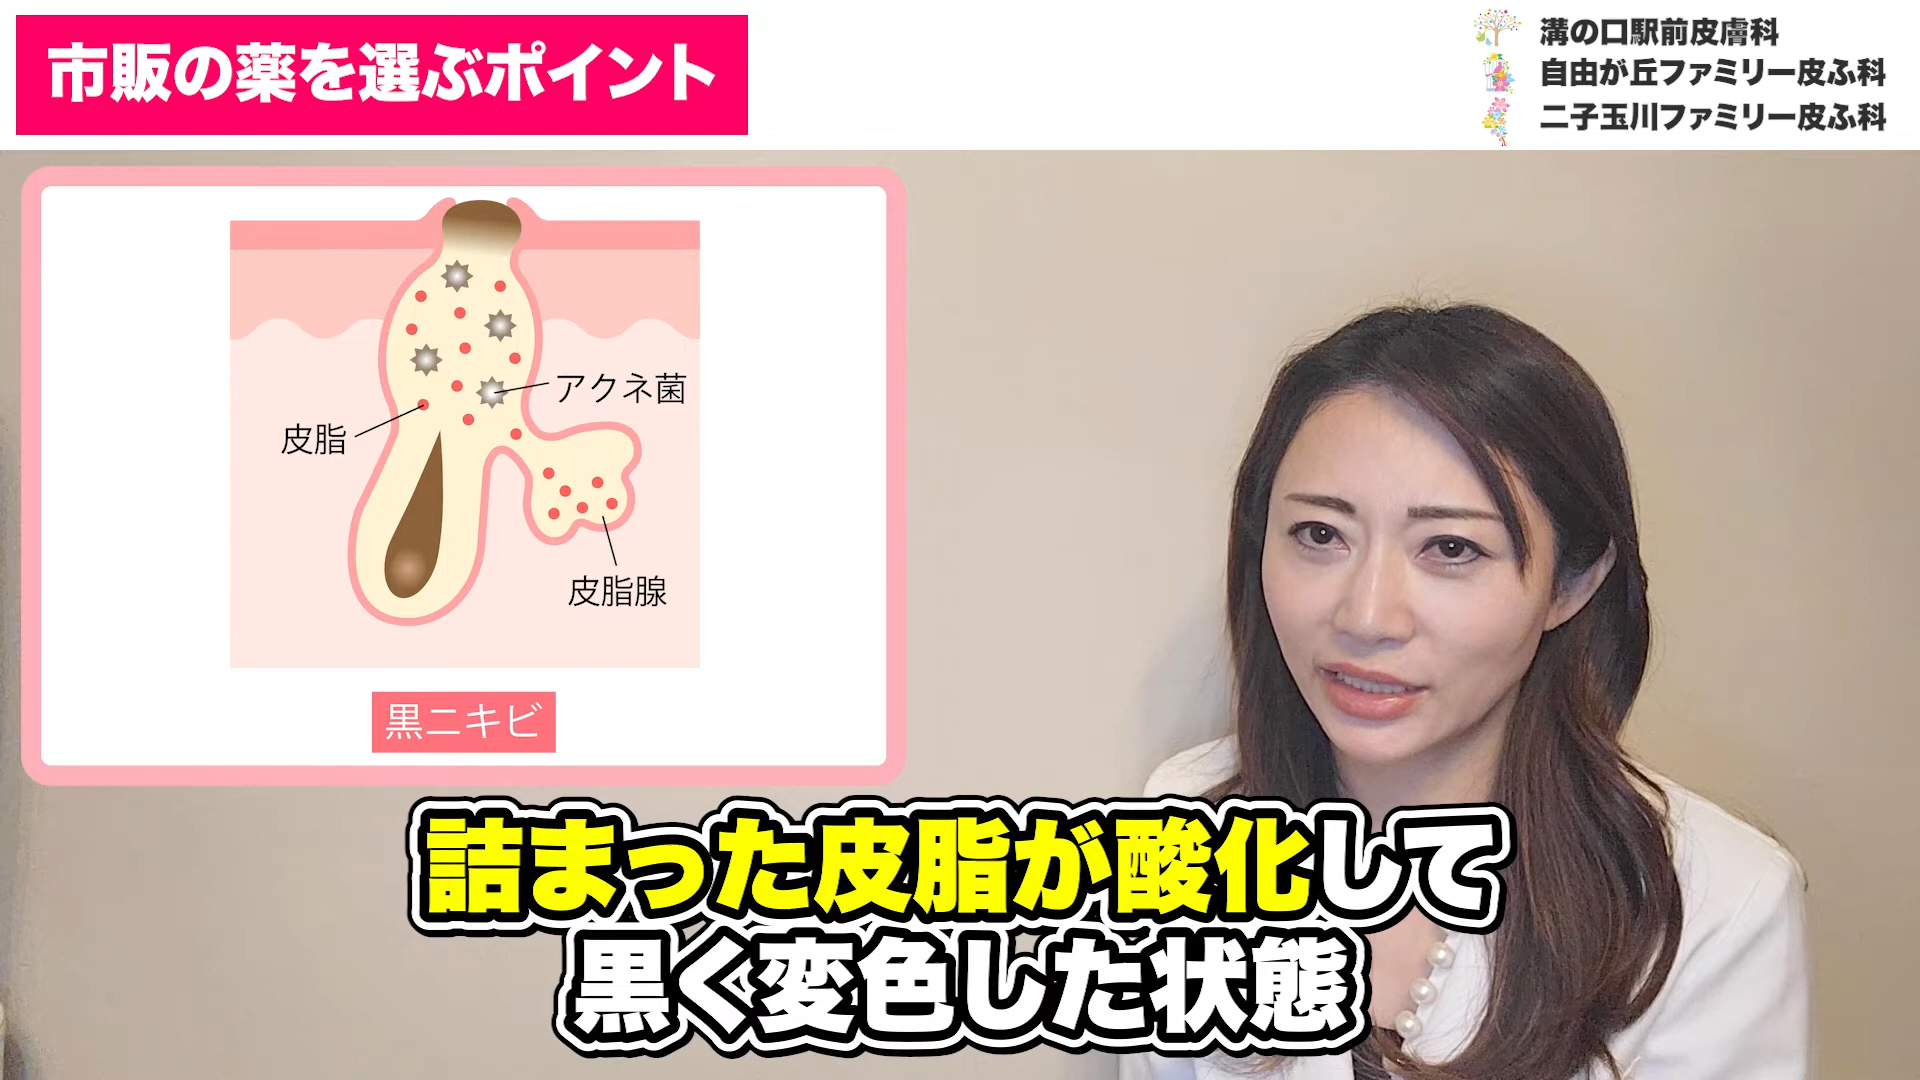 市販の薬を選ぶポイント
溝の口駅前皮膚科
自由が丘ファミリー皮ふ科
二子玉川ファミリー皮ふ科
アクネ菌
皮脂
皮脂腺
黒ニキビ
詰まった皮脂が酸化して
黒く変色した状態